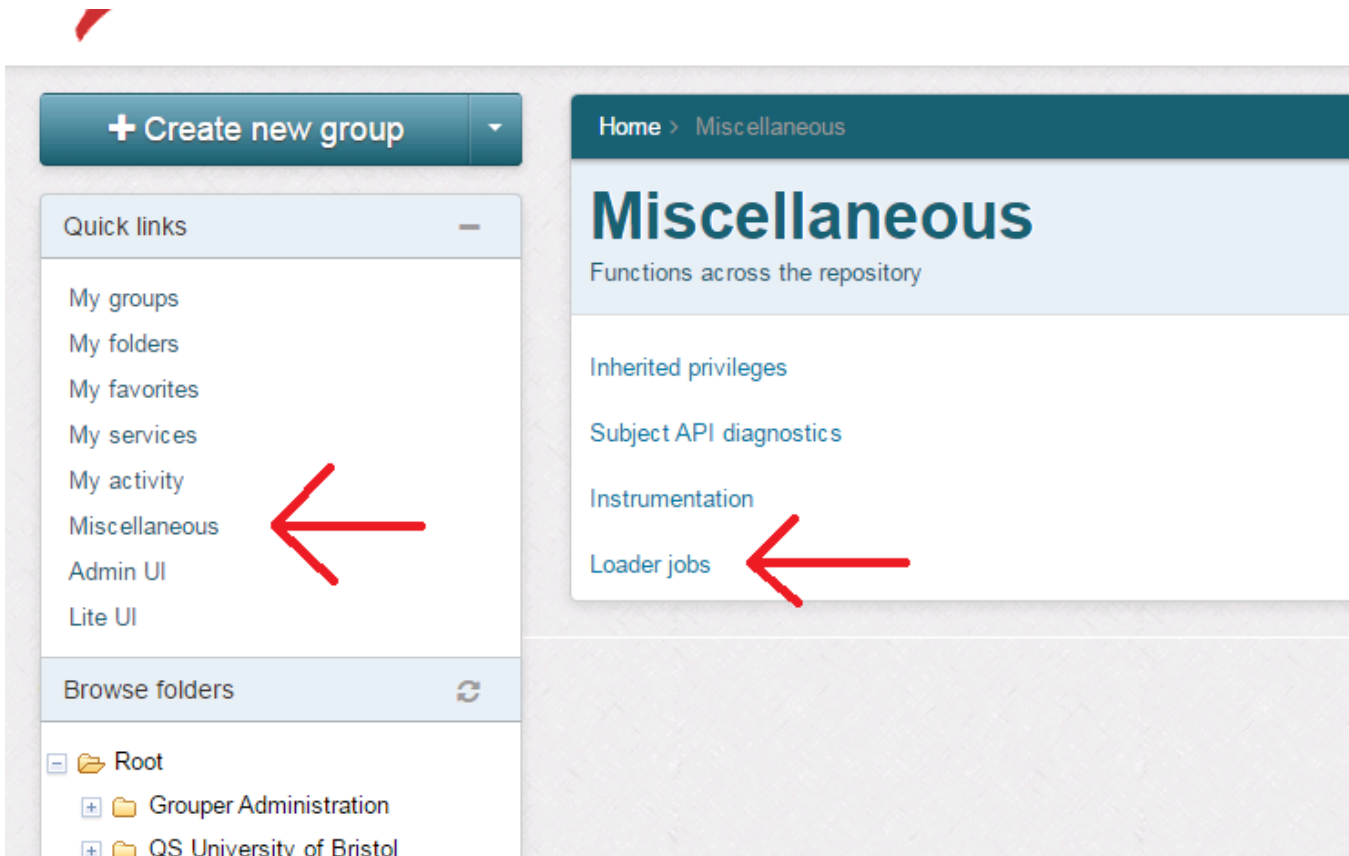 + Create new group
Quick links
My groups
My folders
My favorites
My services
My activity
Miscellaneous
Admin UI
Lite UI
Browse folders
Root
Grouper Administration
QS University of Bristol
Home > Miscellaneous
Miscellaneous
Functions across the repository
Inherited privileges
Subject API diagnostics
Instrumentation
Loader jobs